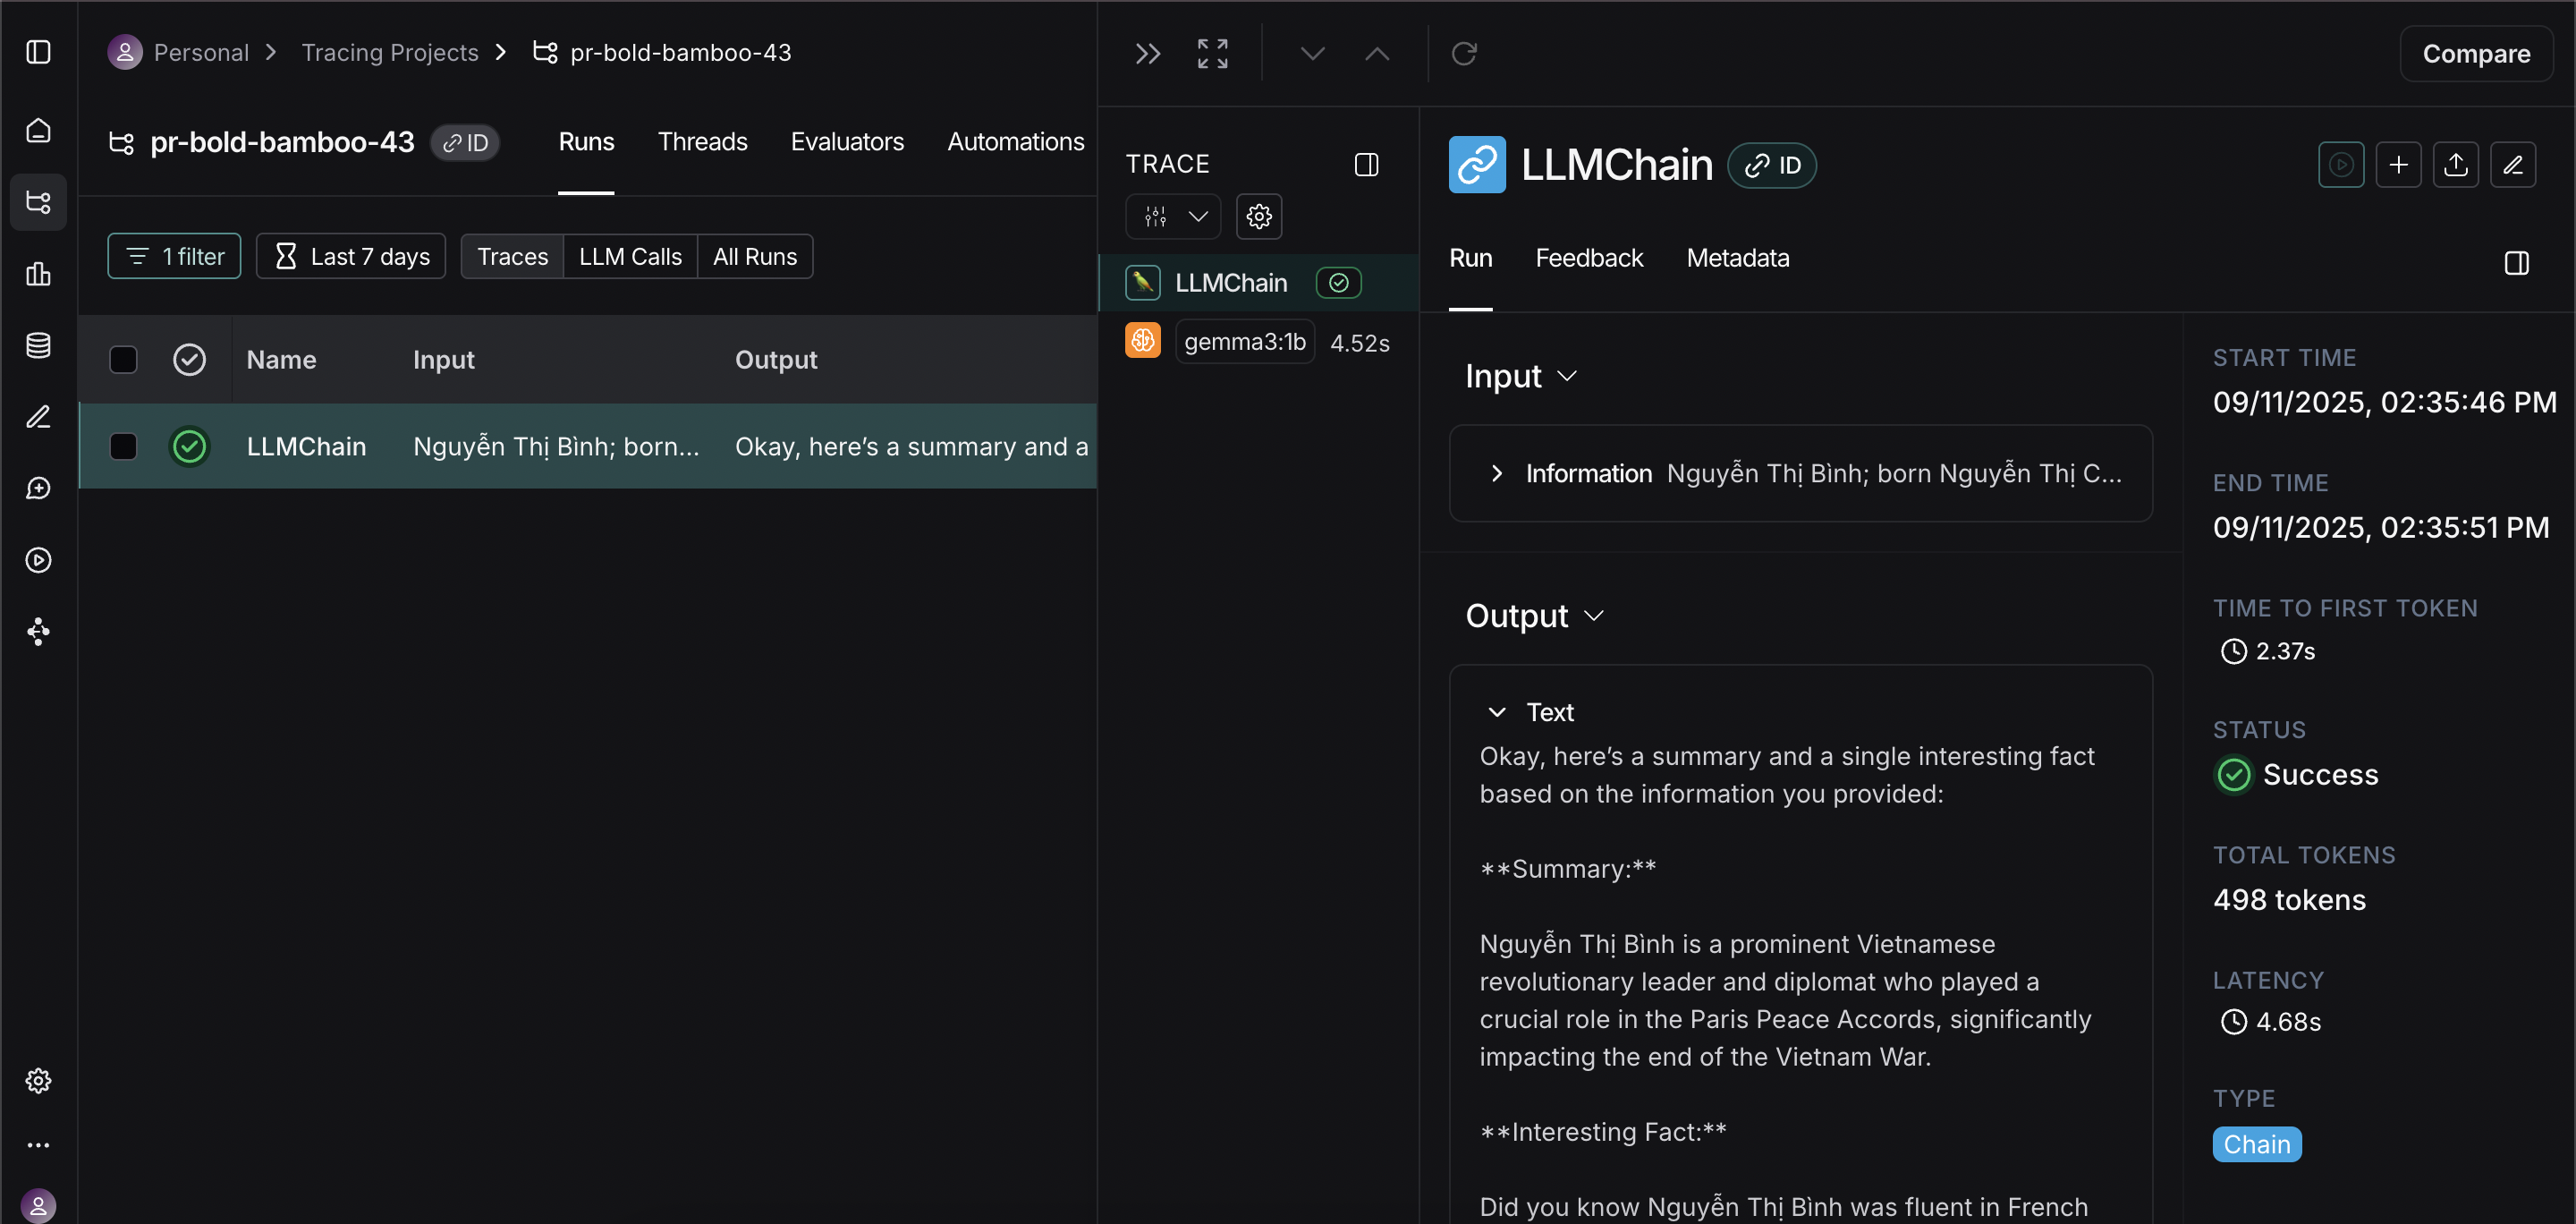 Personal
Tracing Projects
pr-bold-bamboo-43
Compare
pr-bold-bamboo-43
ID
Runs
Threads
Evaluators
Automations
1 filter
Last 7 days
Traces
LLM Calls
All Runs
Name
Input
Output
LLMChain
Nguyễn Thị Bình; born...
Okay, here’s a summary and a
TRACE
LLMChain
gemma3:1b
4.52s
LLMChain
ID
Run
Feedback
Metadata
Input
Information Nguyễn Thị Bình; born Nguyễn Thị C...
Output
Text
Okay, here’s a summary and a single interesting fact
based on the information you provided:
**Summary:**
Nguyễn Thị Bình is a prominent Vietnamese
revolutionary leader and diplomat who played a
crucial role in the Paris Peace Accords, significantly
impacting the end of the Vietnam War.
**Interesting Fact:**
Did you know Nguyễn Thị Bình was fluent in French
START TIME
09/11/2025, 02:35:46 PM
END TIME
09/11/2025, 02:35:51 PM
TIME TO FIRST TOKEN
2.37s
STATUS
Success
TOTAL TOKENS
498 tokens
LATENCY
4.68s
TYPE
Chain